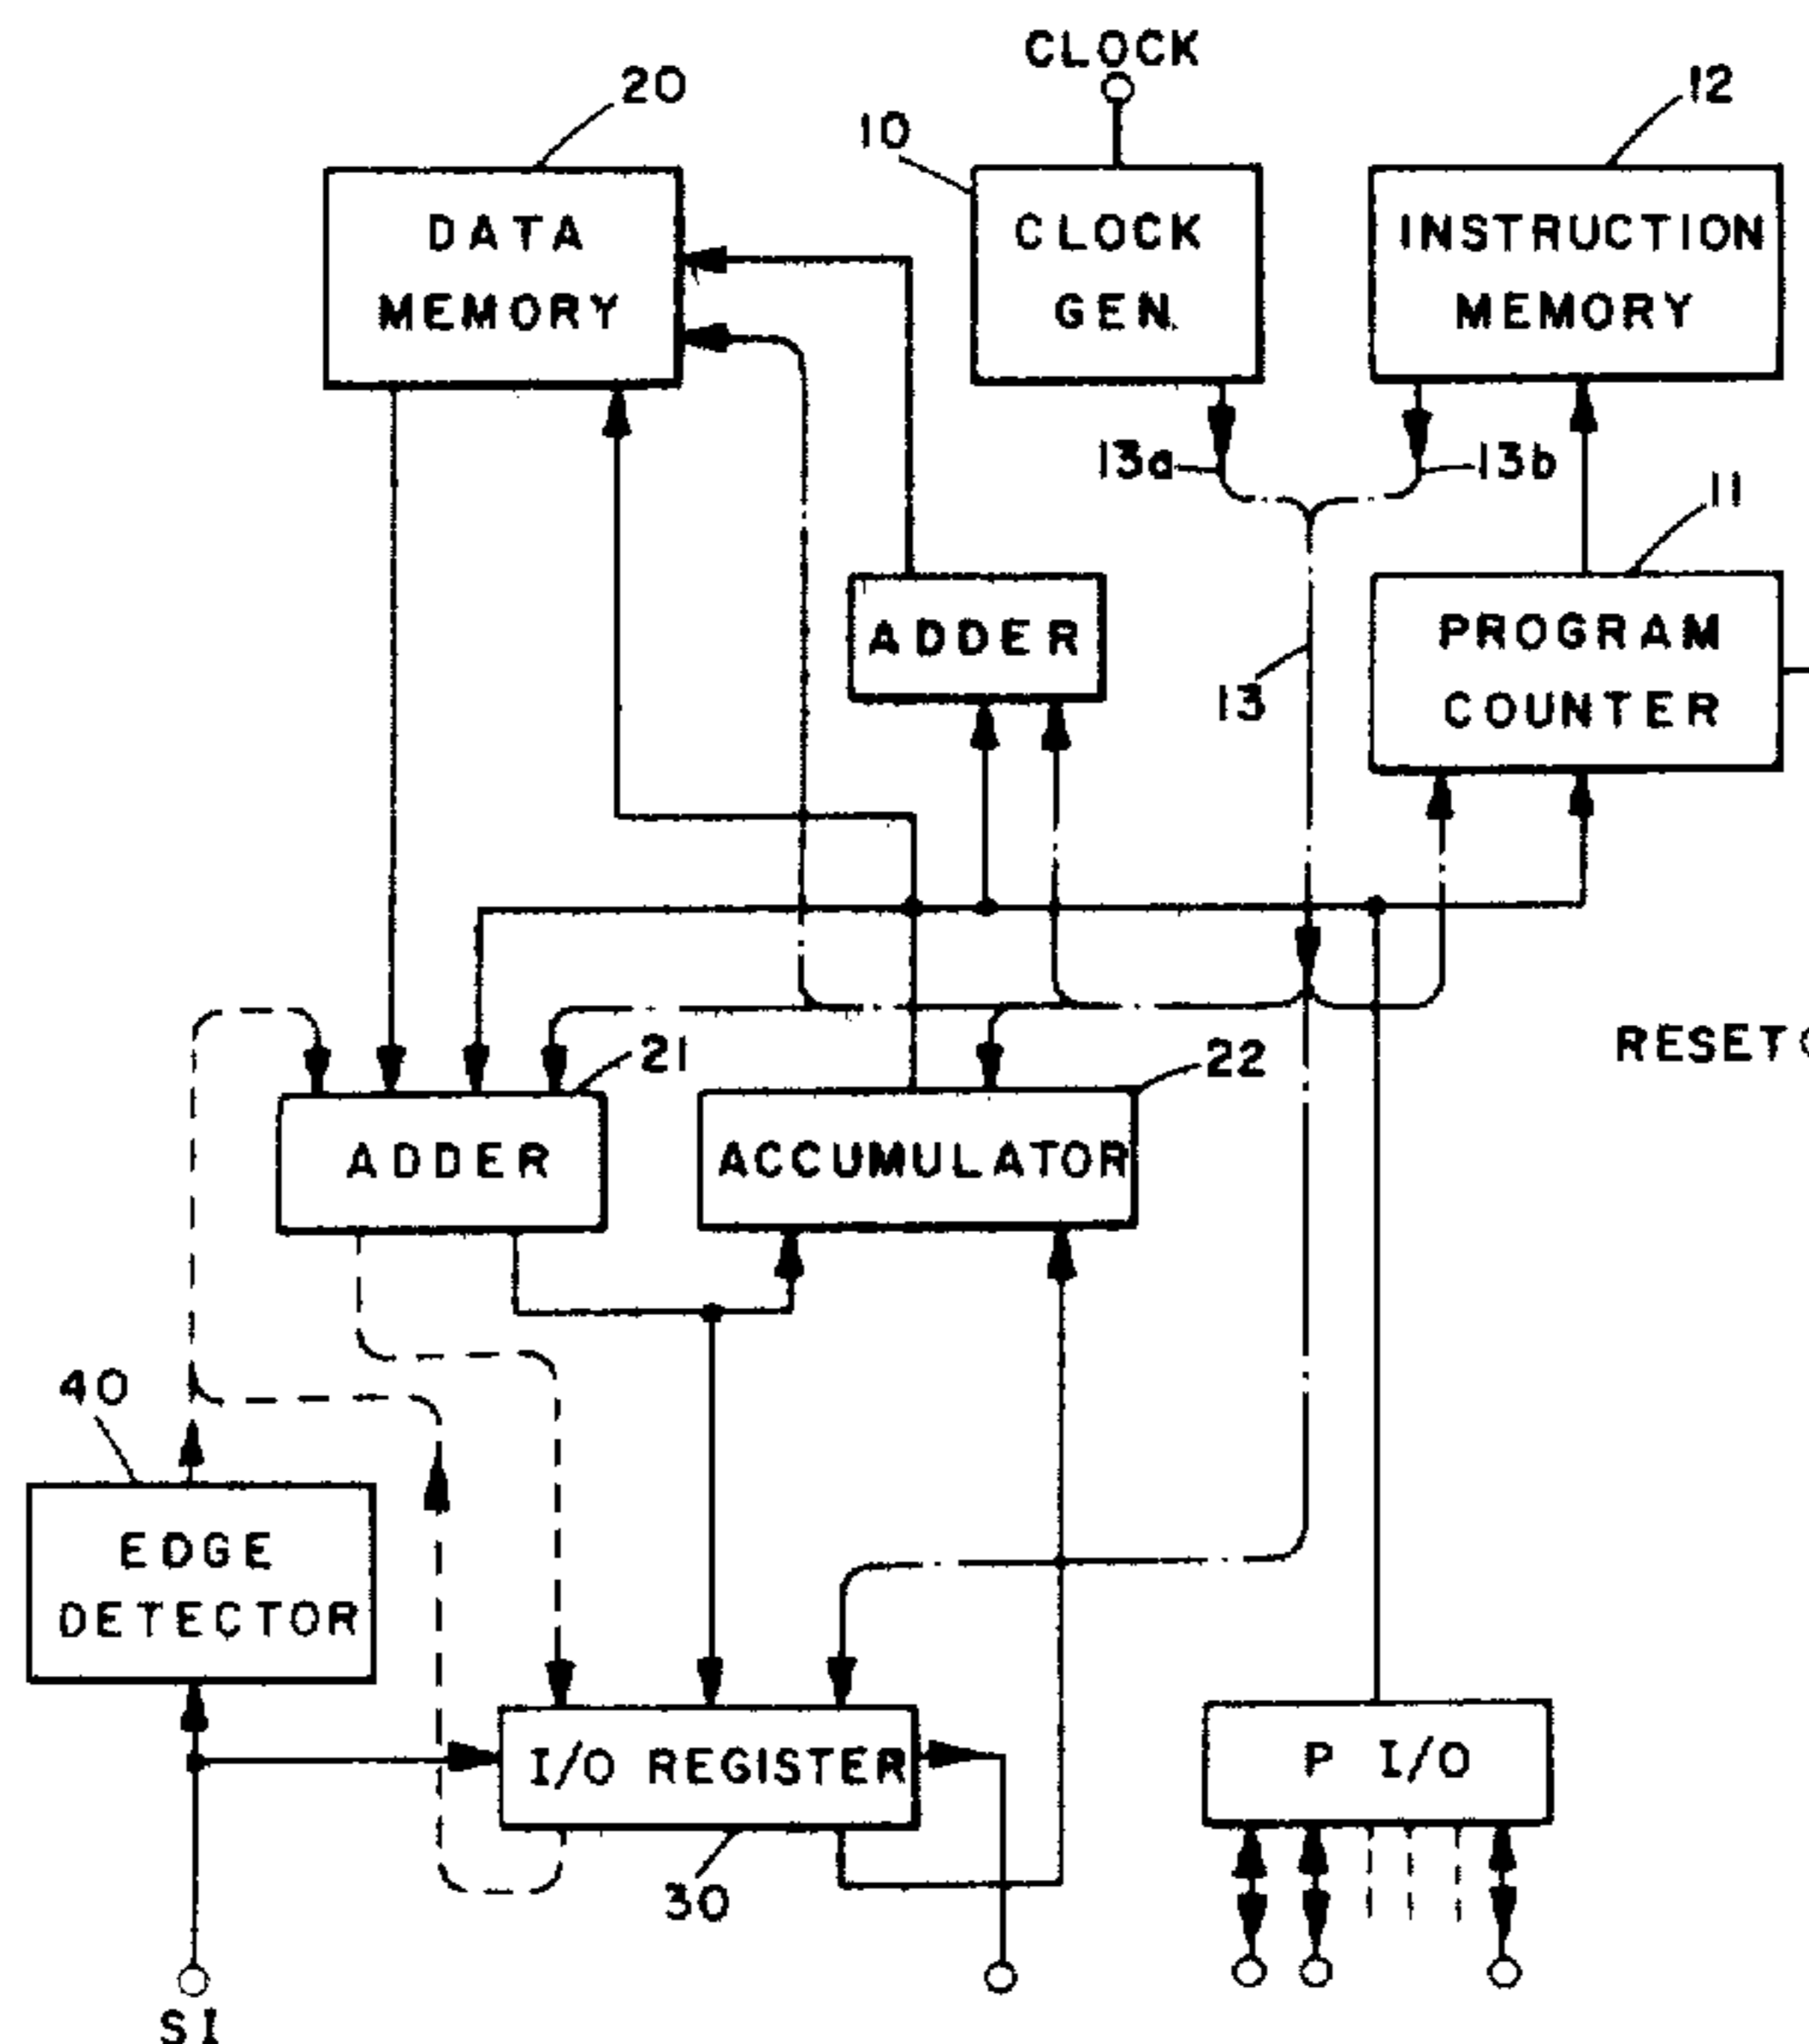 CLOCK
20
10
12
DATA
MEMORY
CLOCK
GEN.
INSTRUCTION
MEMORY
13a
13b
11
ADDER
PROGRAM
COUNTER
13
RESET
21
22
ADDER
ACCUMULATOR
40
EDGE
DETECTOR
I/O REGISTER
P I/O
30
SI